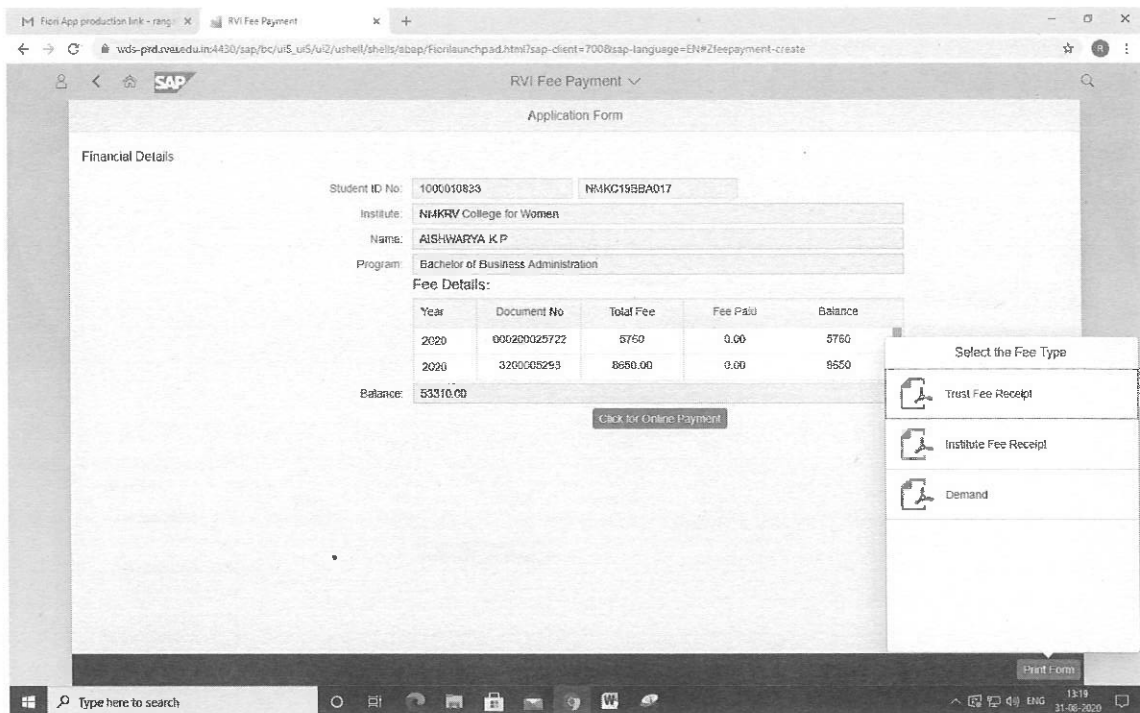 Fiori App production link - rang
RVI Fee Payment
wds-prd.rvei.edu.in:4430/sap/bc/ui5_ui5/ui2/ushell/shells/abap/Fiorilaunchpad.html?sap-client=700&sap-language=EN#Zfeepayment-create
R
SAP
RVI Fee Payment
Application Form
Financial Details
Student ID No: 1000010833 NMKC19BBA017
Institute: NMKRV College for Women
Name: AISHWARYA K P
Program: Bachelor of Business Administration
Fee Details:
Year Document No Total Fee Fee Paid Balance
2020 000200025722 5760 0.00 5760
2020 3200005293 8650.00 0.00 8650
Balance: 53310.00
Click for Online Payment
Select the Fee Type
Trust Fee Receipt
Institute Fee Receipt
Demand
Print Form
Type here to search
ENG
13:19
31-08-2020